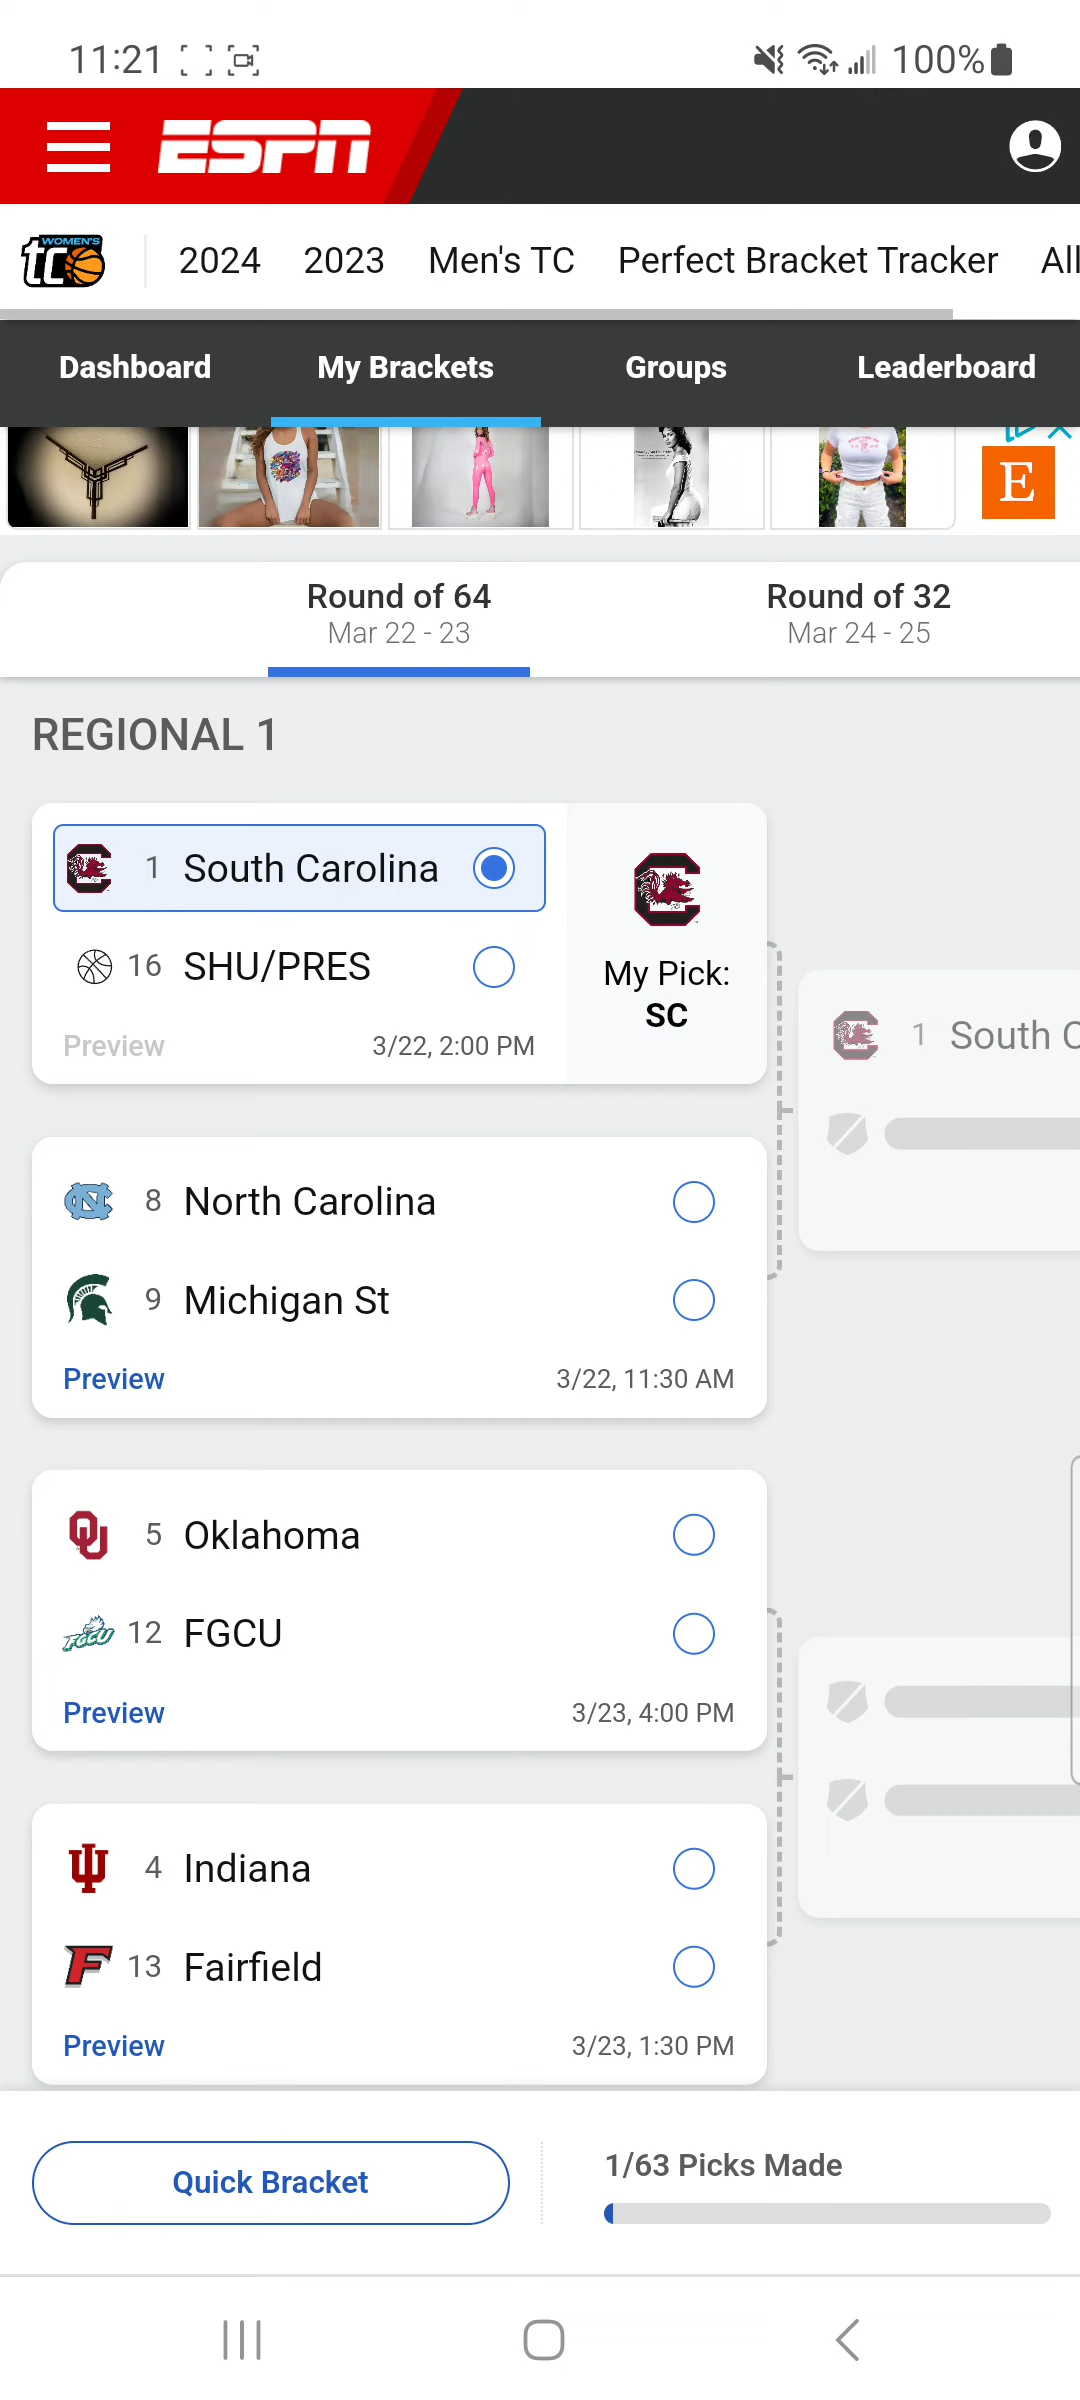 11:21
100%
ESPN
WOMEN'S
tc
2024 2023 Men's TC Perfect Bracket Tracker All
Dashboard My Brackets Groups Leaderboard
E
Round of 64
Mar 22 - 23
Round of 32
Mar 24 - 25
REGIONAL 1
1 South Carolina
16 SHU/PRES
Preview 3/22, 2:00 PM
My Pick:
SC
1 South C
8 North Carolina
9 Michigan St
Preview 3/22, 11:30 AM
5 Oklahoma
FGCU 12 FGCU
Preview 3/23, 4:00 PM
4 Indiana
F 13 Fairfield
Preview 3/23, 1:30 PM
Quick Bracket
1/63 Picks Made